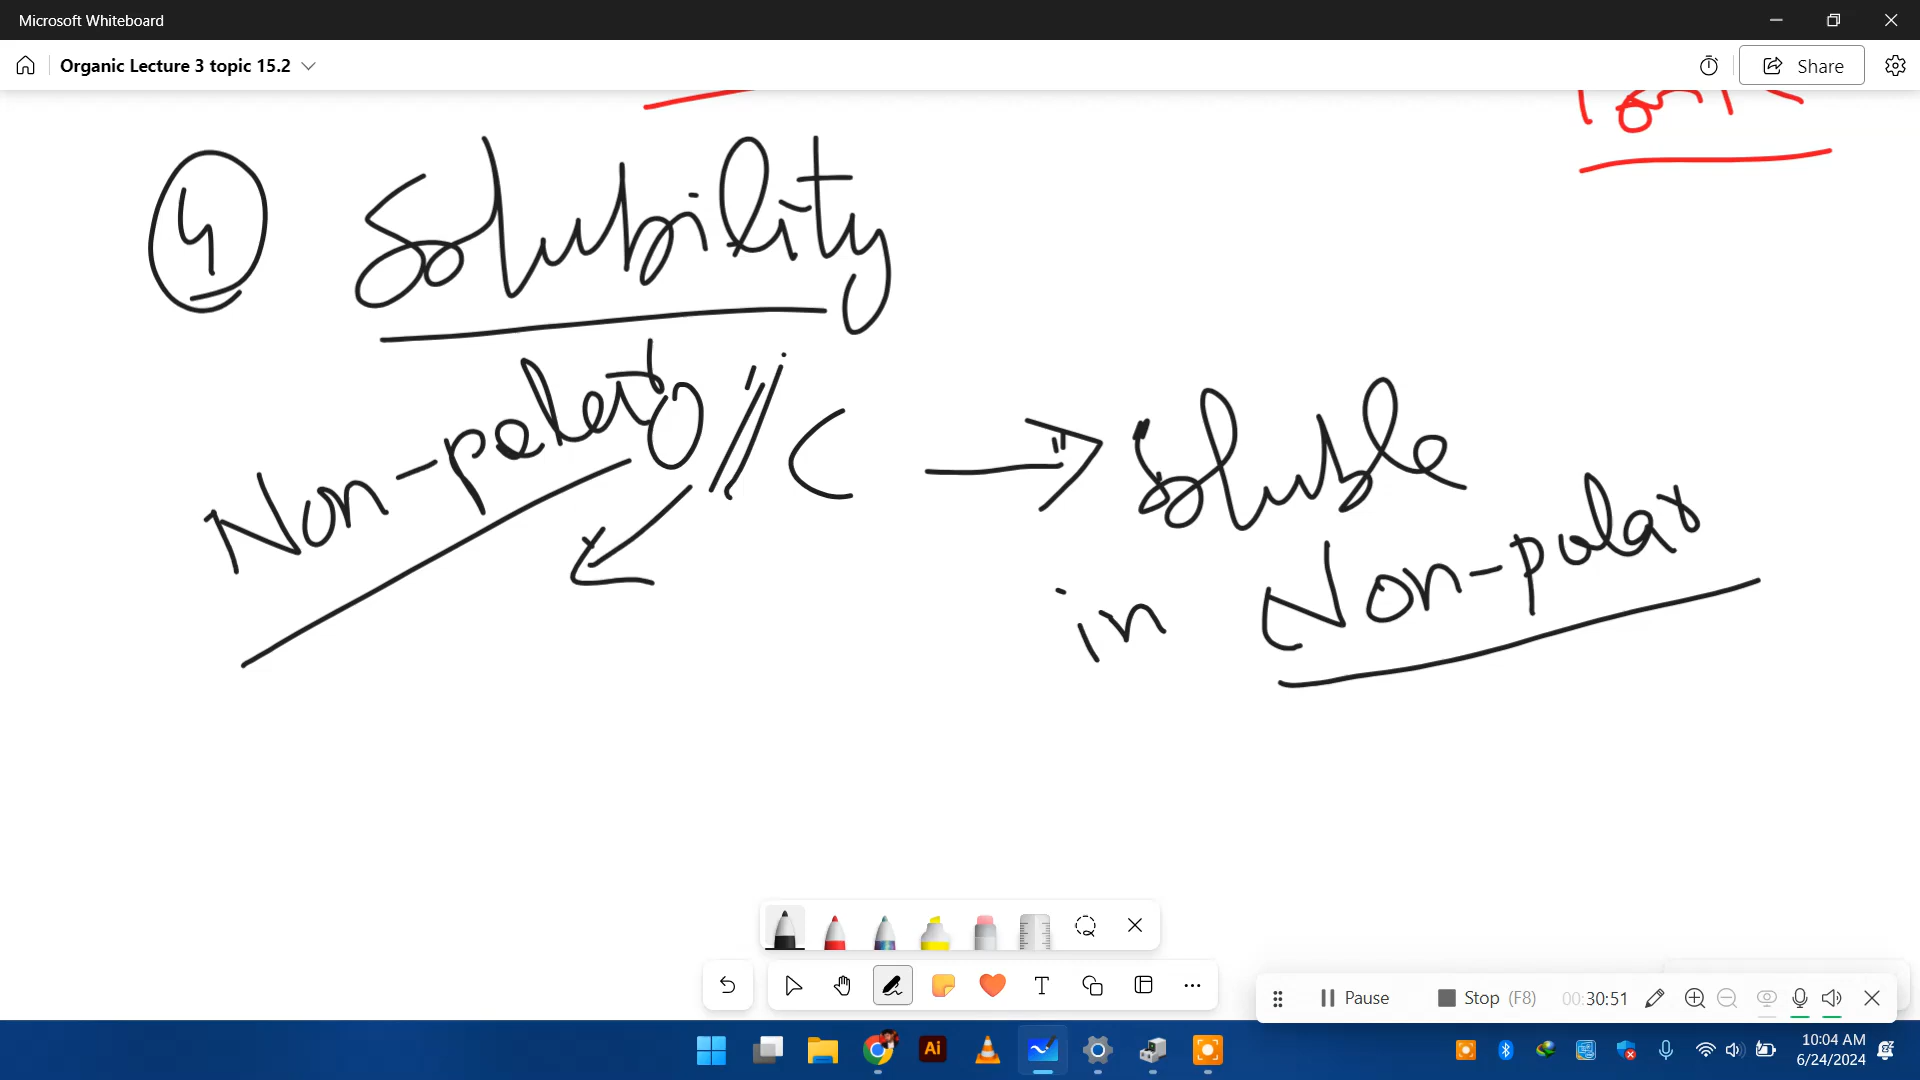 Microsoft Whiteboard
Organic Lecture 3 topic 15.2
Share
④ Solubility
Non-polar
O // C → Soluble
in Non-polar
T
Pause
Stop (F8)
00:30:51
Ai
10:04 AM
6/24/2024